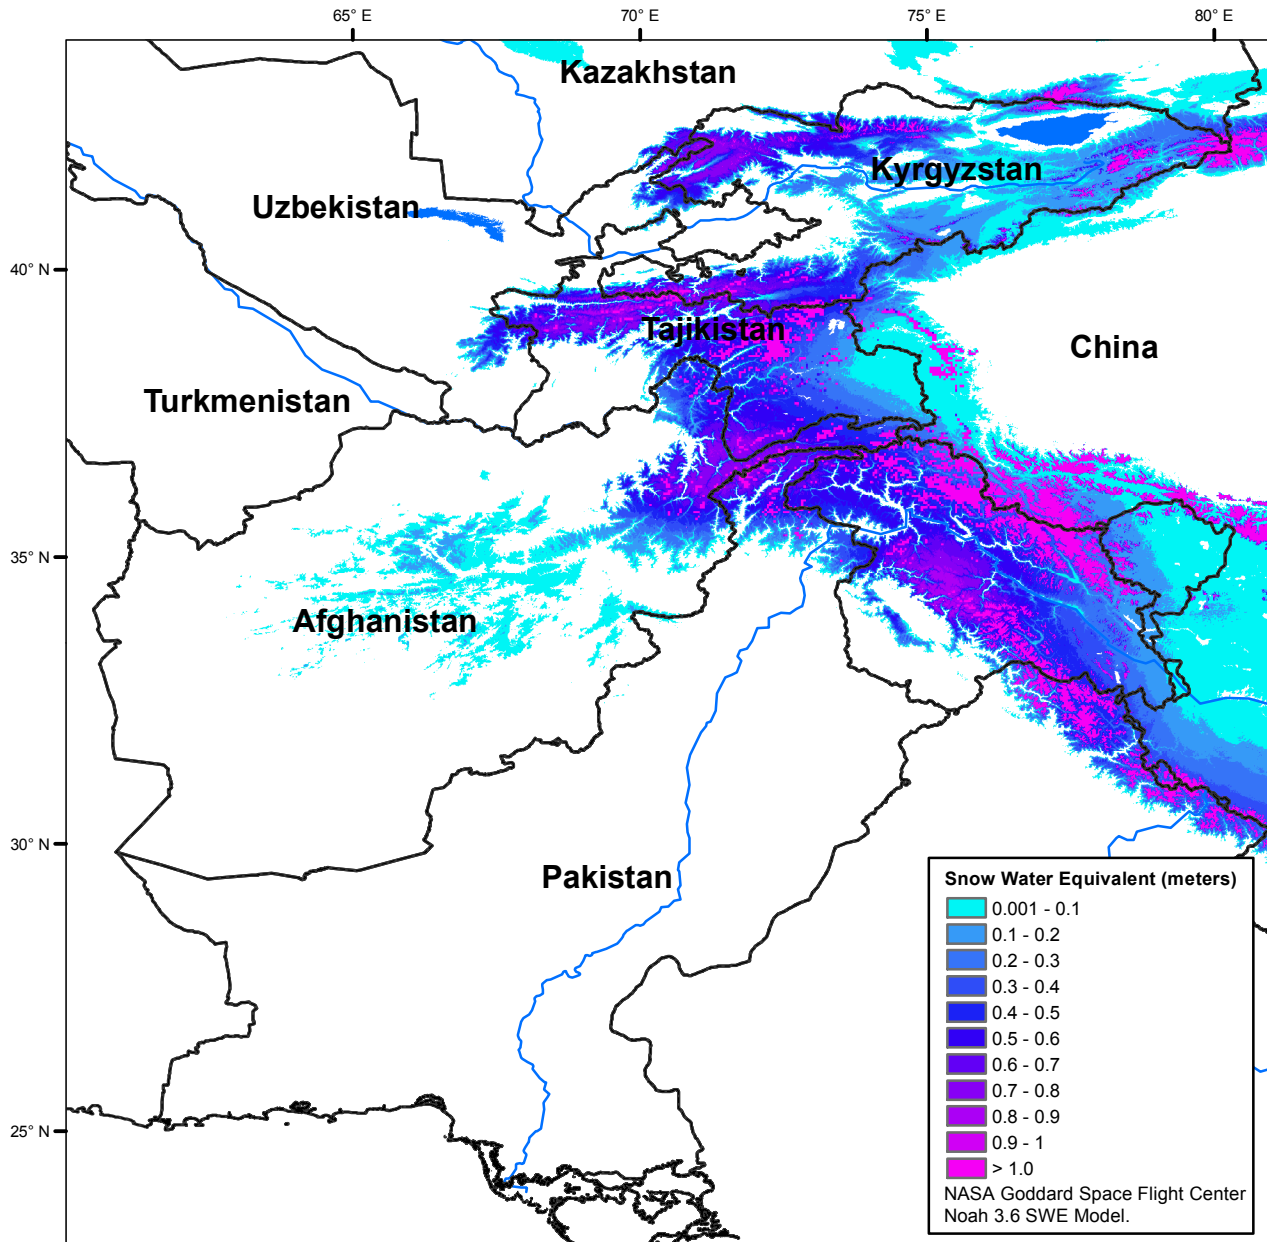 65° E
70° E
75° E
80° E
Kazakhstan
Kyrgyzstan
Uzbekistan
40° N
Tajikistan
China
Turkmenistan
35° N
Afghanistan
30° N
Pakistan
25° N
Snow Water Equivalent (meters)
0.001 - 0.1
0.1 - 0.2
0.2 - 0.3
0.3 - 0.4
0.4 - 0.5
0.5 - 0.6
0.6 - 0.7
0.7 - 0.8
0.8 - 0.9
0.9 - 1
> 1.0
NASA Goddard Space Flight Center
Noah 3.6 SWE Model.